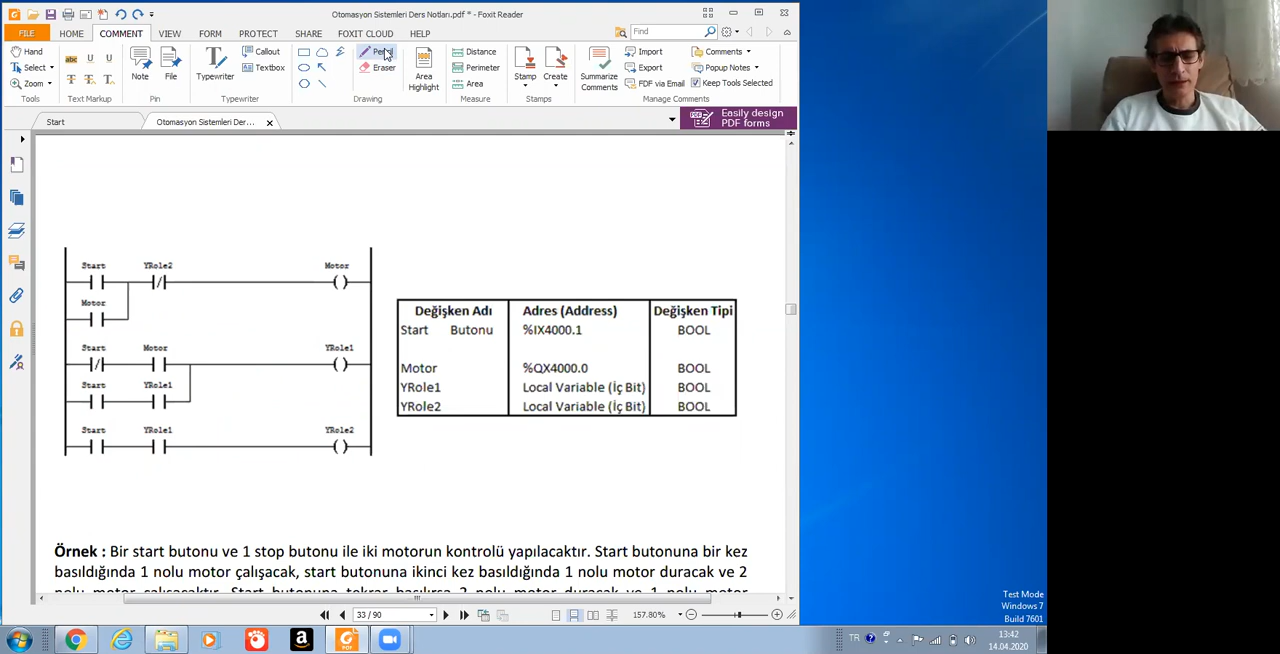 Otomasyon Sistemleri Ders Notları.pdf * - Foxit Reader
FILE
HOME
COMMENT
VIEW
FORM
PROTECT
SHARE
FOXIT CLOUD
HELP
Find
Hand
Select
Zoom
Tools
Text Markup
Note
File
Pin
Typewriter
Callout
Textbox
Typewriter
Pencil
Eraser
Drawing
Area
Highlight
Distance
Perimeter
Area
Measure
Stamp
Create
Stamps
Summarize
Comments
Import
Export
FDF via Email
Comments
Popup Notes
Keep Tools Selected
Manage Comments
Start
Otomasyon Sistemleri Der...
Easily design
PDF forms
Start YRole2 Motor
Motor
Start Motor YRole1
Start YRole1
Start YRole1 YRole2
Değişken Adı Adres (Address) Değişken Tipi
Start Butonu %IX4000.1 BOOL
Motor %QX4000.0 BOOL
YRole1 Local Variable (İç Bit) BOOL
YRole2 Local Variable (İç Bit) BOOL
Örnek : Bir start butonu ve 1 stop butonu ile iki motorun kontrolü yapılacaktır. Start butonuna bir kez
basıldığında 1 nolu motor çalışacak, start butonuna ikinci kez basıldığında 1 nolu motor duracak ve 2
33 / 90
157.80%
Test Mode
Windows 7
Build 7601
TR
13:42
14.04.2020